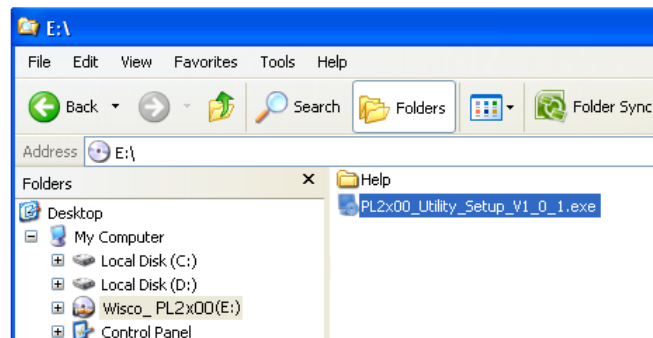 E:\
File Edit View Favorites Tools Help
Back Search Folders Folder Sync
Address E:\
Folders X
Help
PL2x00_Utility_Setup_V1_0_1.exe
Desktop
My Computer
Local Disk (C:)
Local Disk (D:)
Wisco_ PL2x00(E:)
Control Panel